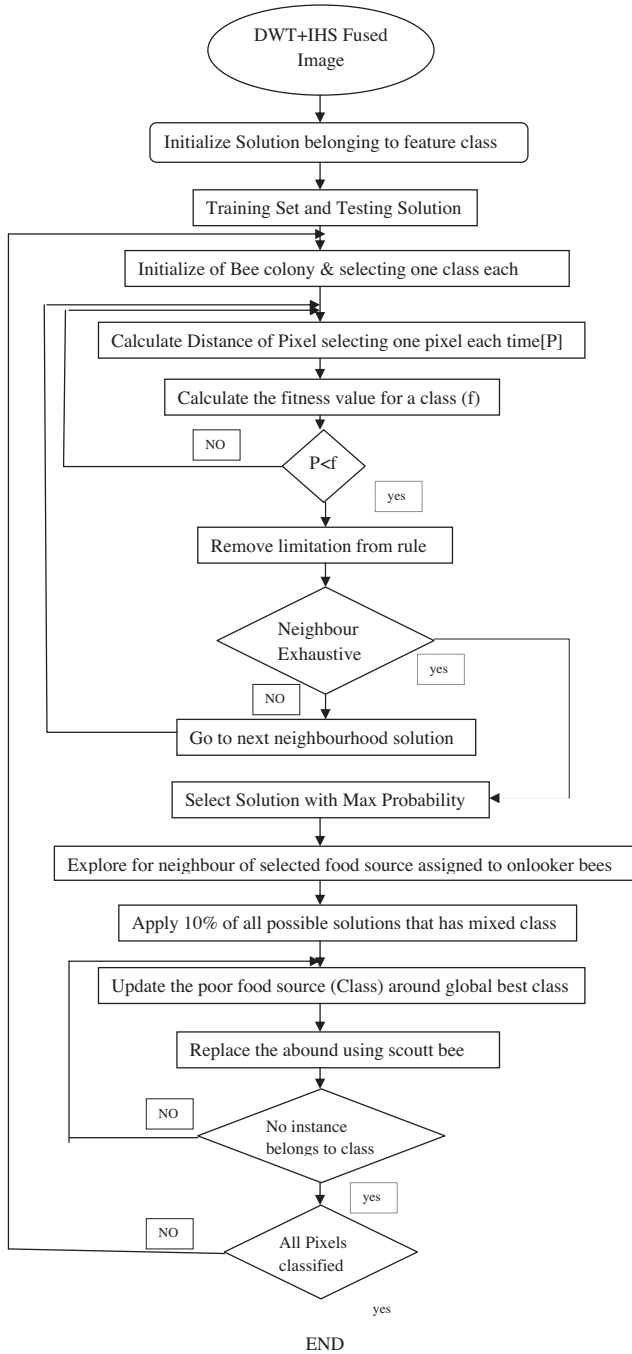 DWT+IHS Fused
Image
Initialize Solution belonging to feature class
Training Set and Testing Solution
Initialize of Bee colony & selecting one class each
Calculate Distance of Pixel selecting one pixel each time[P]
Calculate the fitness value for a class (f)
NO
P<f
yes
Remove limitation from rule
Neighbour
Exhaustive
yes
NO
Go to next neighbourhood solution
Select Solution with Max Probability
Explore for neighbour of selected food source assigned to onlooker bees
Apply 10% of all possible solutions that has mixed class
Update the poor food source (Class) around global best class
Replace the abound using scoutt bee
NO
No instance
belongs to class
yes
NO
All Pixels
classified
yes
END